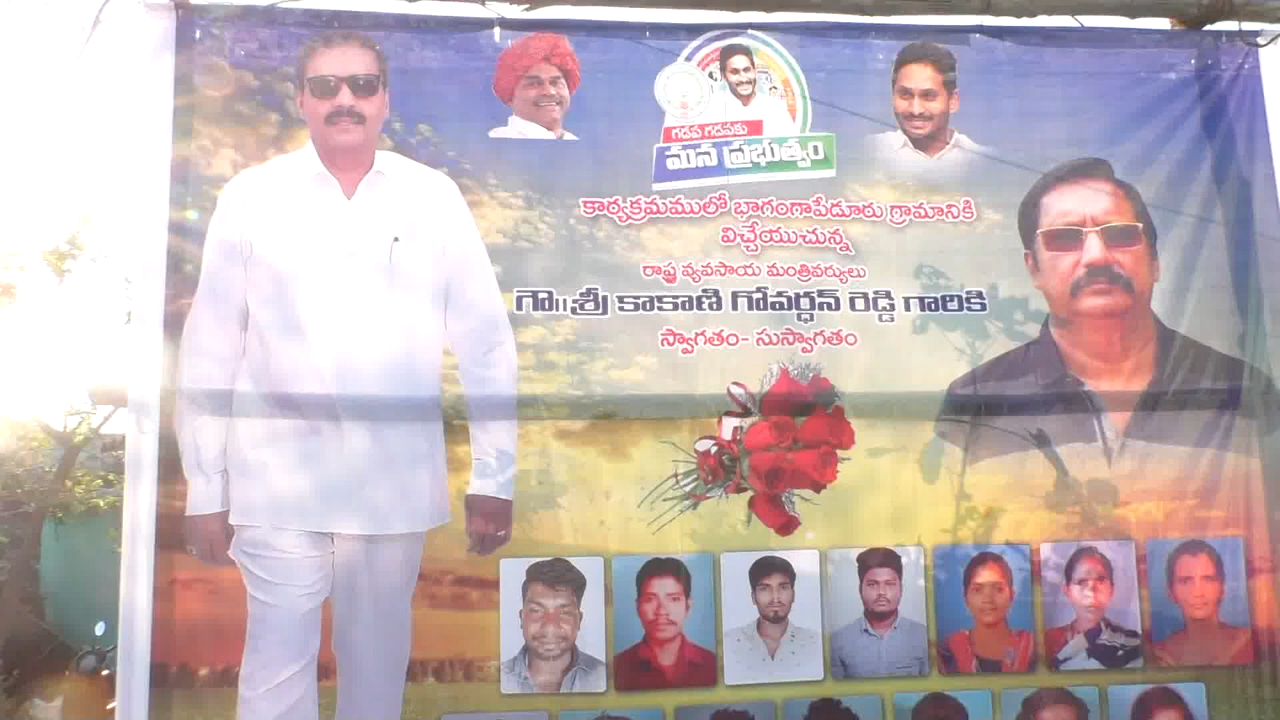 గడప గడపకు
మన ప్రభుత్వం
కార్యక్రమములో భాగంగాపేడూరు గ్రామానికి
విచ్చేయుచున్న
రాష్ట్ర వ్యవసాయ మంత్రివర్యులు
గౌ॥శ్రీ కాకాణి గోవర్ధన్ రెడ్డి గారికి
స్వాగతం- సుస్వాగతం